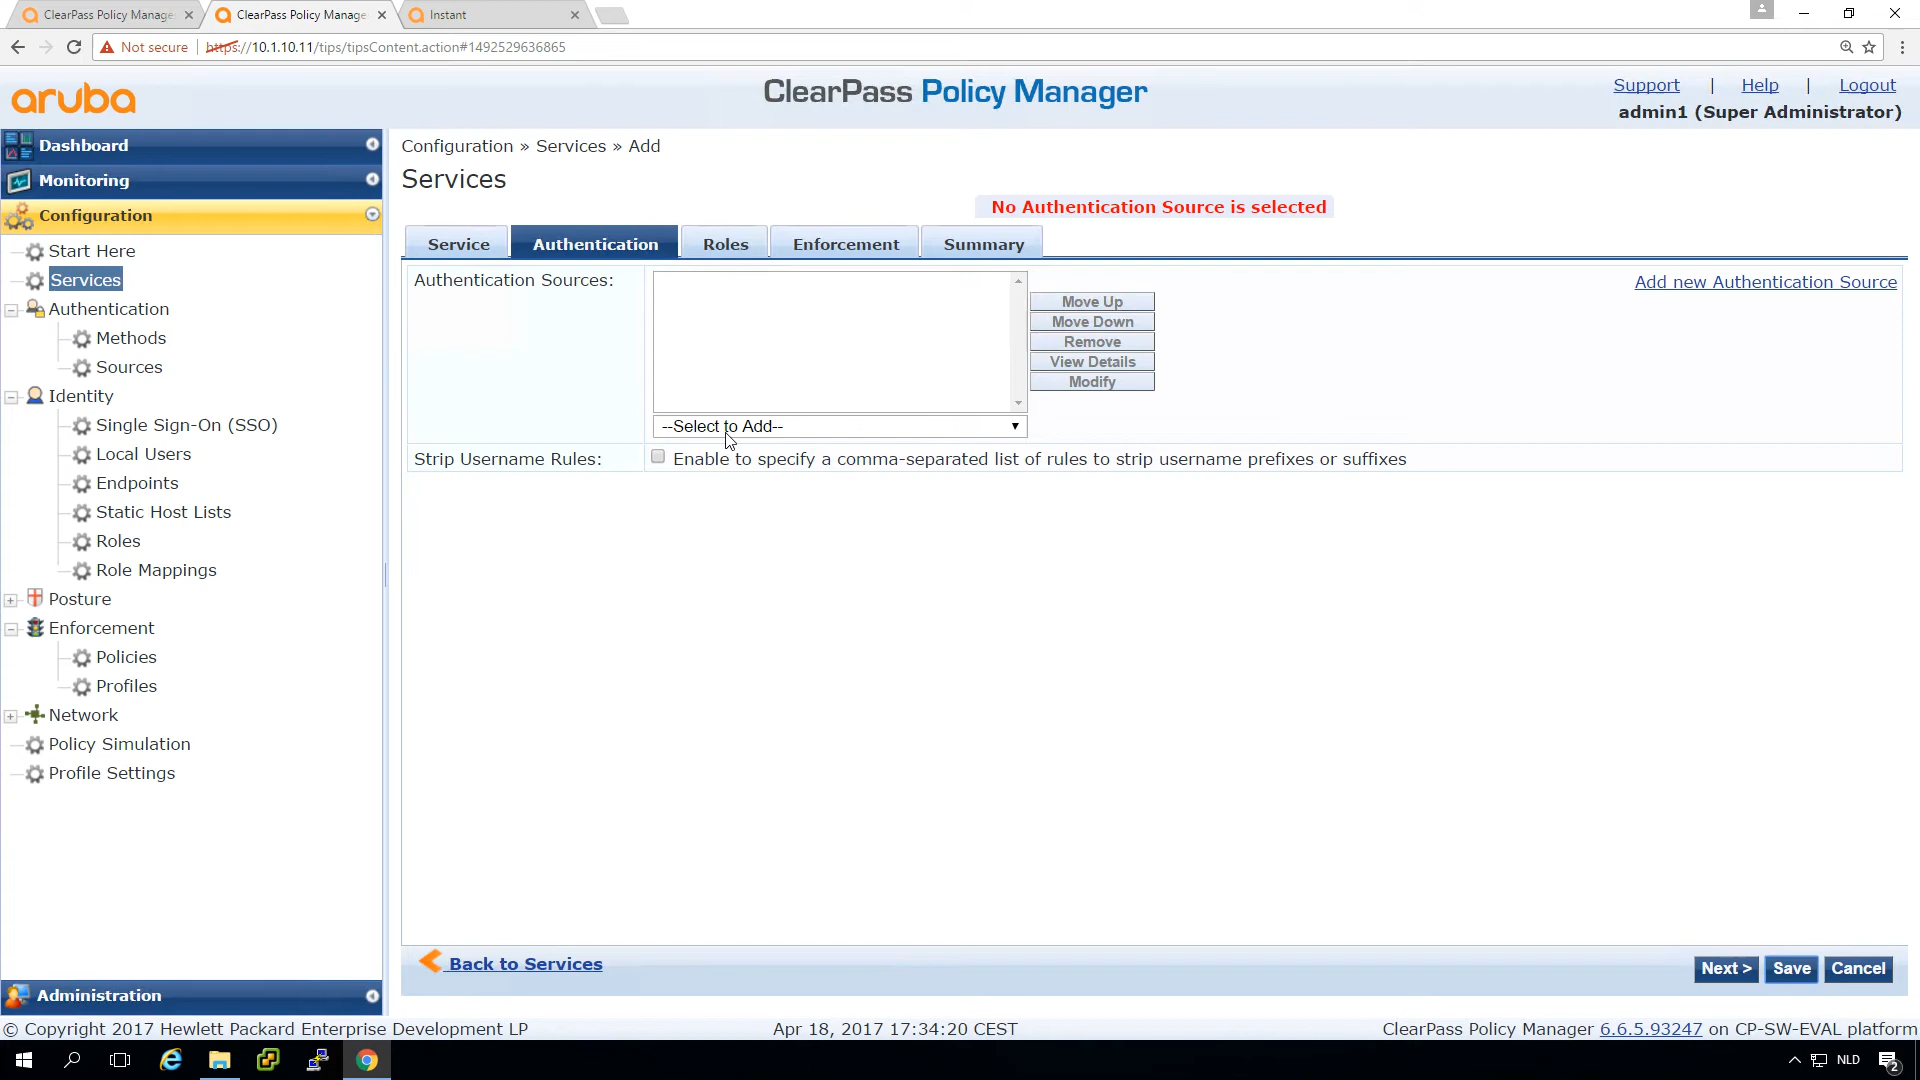 ClearPass Policy Manage
ClearPass Policy Manage
Instant
Not secure | https://10.1.10.11/tips/tipsContent.action#1492529636865
aruba
ClearPass Policy Manager
Support | Help | Logout
admin1 (Super Administrator)
Dashboard
Monitoring
Configuration
Start Here
Services
Authentication
Methods
Sources
Identity
Single Sign-On (SSO)
Local Users
Endpoints
Static Host Lists
Roles
Role Mappings
Posture
Enforcement
Policies
Profiles
Network
Policy Simulation
Profile Settings
Administration
Configuration » Services » Add
Services
No Authentication Source is selected
Service Authentication Roles Enforcement Summary
Authentication Sources:
Add new Authentication Source
Move Up
Move Down
Remove
View Details
Modify
--Select to Add--
Strip Username Rules:
Enable to specify a comma-separated list of rules to strip username prefixes or suffixes
Back to Services
Next > Save Cancel
© Copyright 2017 Hewlett Packard Enterprise Development LP
Apr 18, 2017 17:34:20 CEST
ClearPass Policy Manager 6.6.5.93247 on CP-SW-EVAL platform
NLD
2